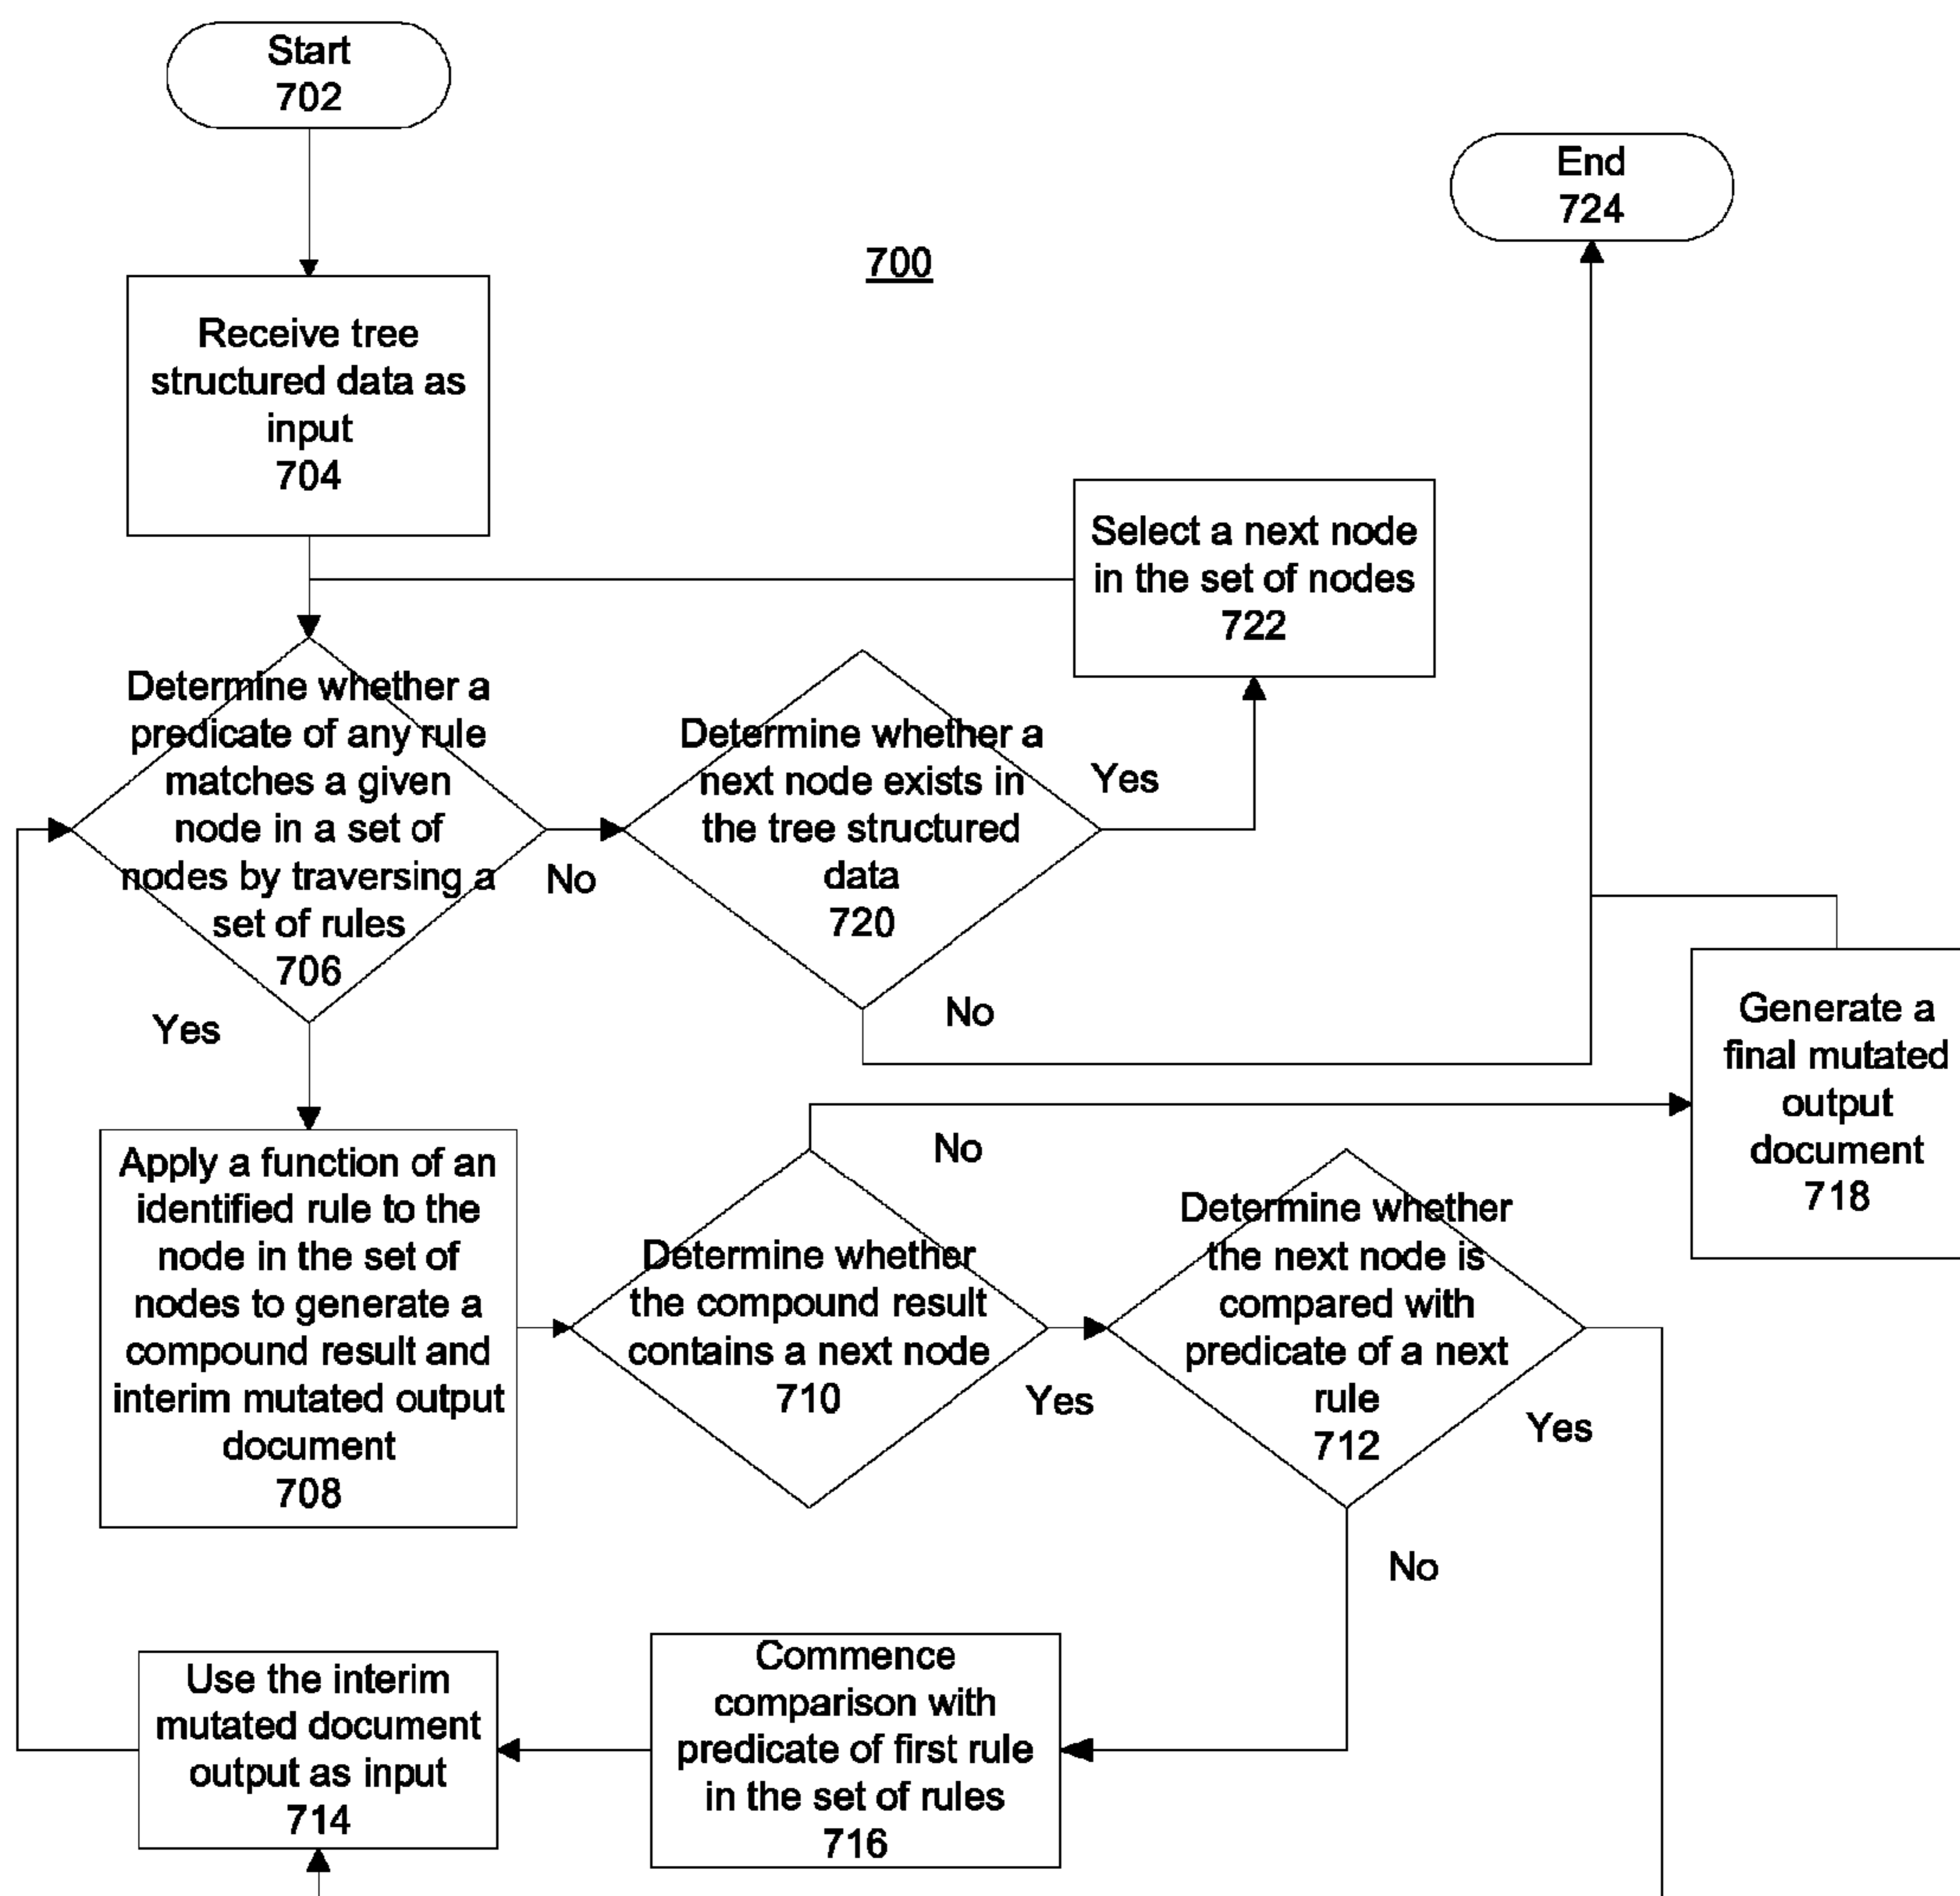 Start
702
End
724
700
Receive tree
structured data as
input
704
Select a next node
in the set of nodes
722
Determine whether a
predicate of any rule
matches a given
node in a set of
nodes by traversing a
set of rules
706
Determine whether a
next node exists in
the tree structured
data
720
Yes
No
Yes
No
Generate a
final mutated
output
document
718
Apply a function of an
identified rule to the
node in the set of
nodes to generate a
compound result and
interim mutated output
document
708
No
Determine whether
the compound result
contains a next node
710
Yes
Determine whether
the next node is
compared with
predicate of a next
rule
712
Yes
No
Use the interim
mutated document
output as input
714
Commence
comparison with
predicate of first rule
in the set of rules
716